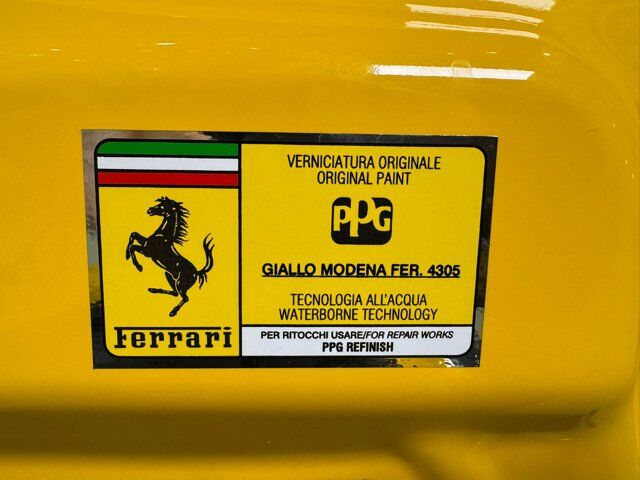 Ferrari
VERNICIATURA ORIGINALE
ORIGINAL PAINT
PPG
GIALLO MODENA FER. 4305
TECNOLOGIA ALL'ACQUA
WATERBORNE TECHNOLOGY
PER RITOCCHI USARE/FOR REPAIR WORKS
PPG REFINISH